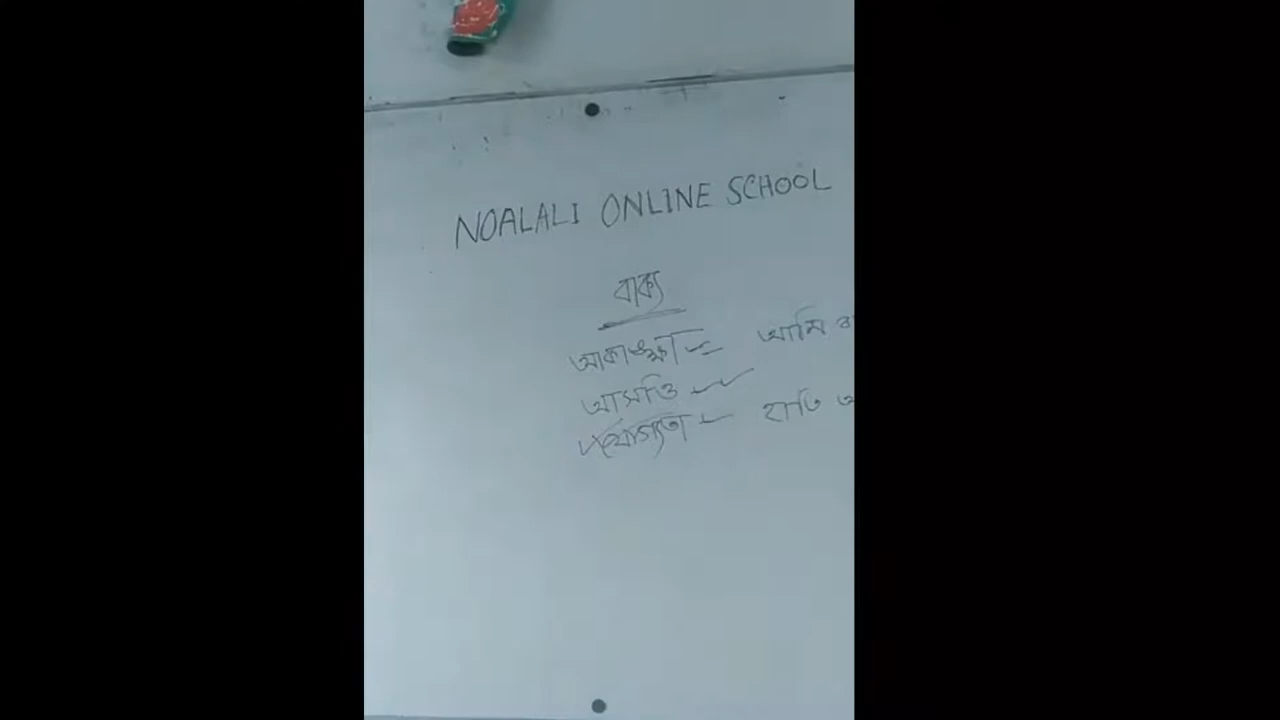 NOALALI ONLINE SCHOOL
বাক্য
আকাঙ্ক্ষা - আমি
আসত্তি -
যোগ্যতা - হাতি